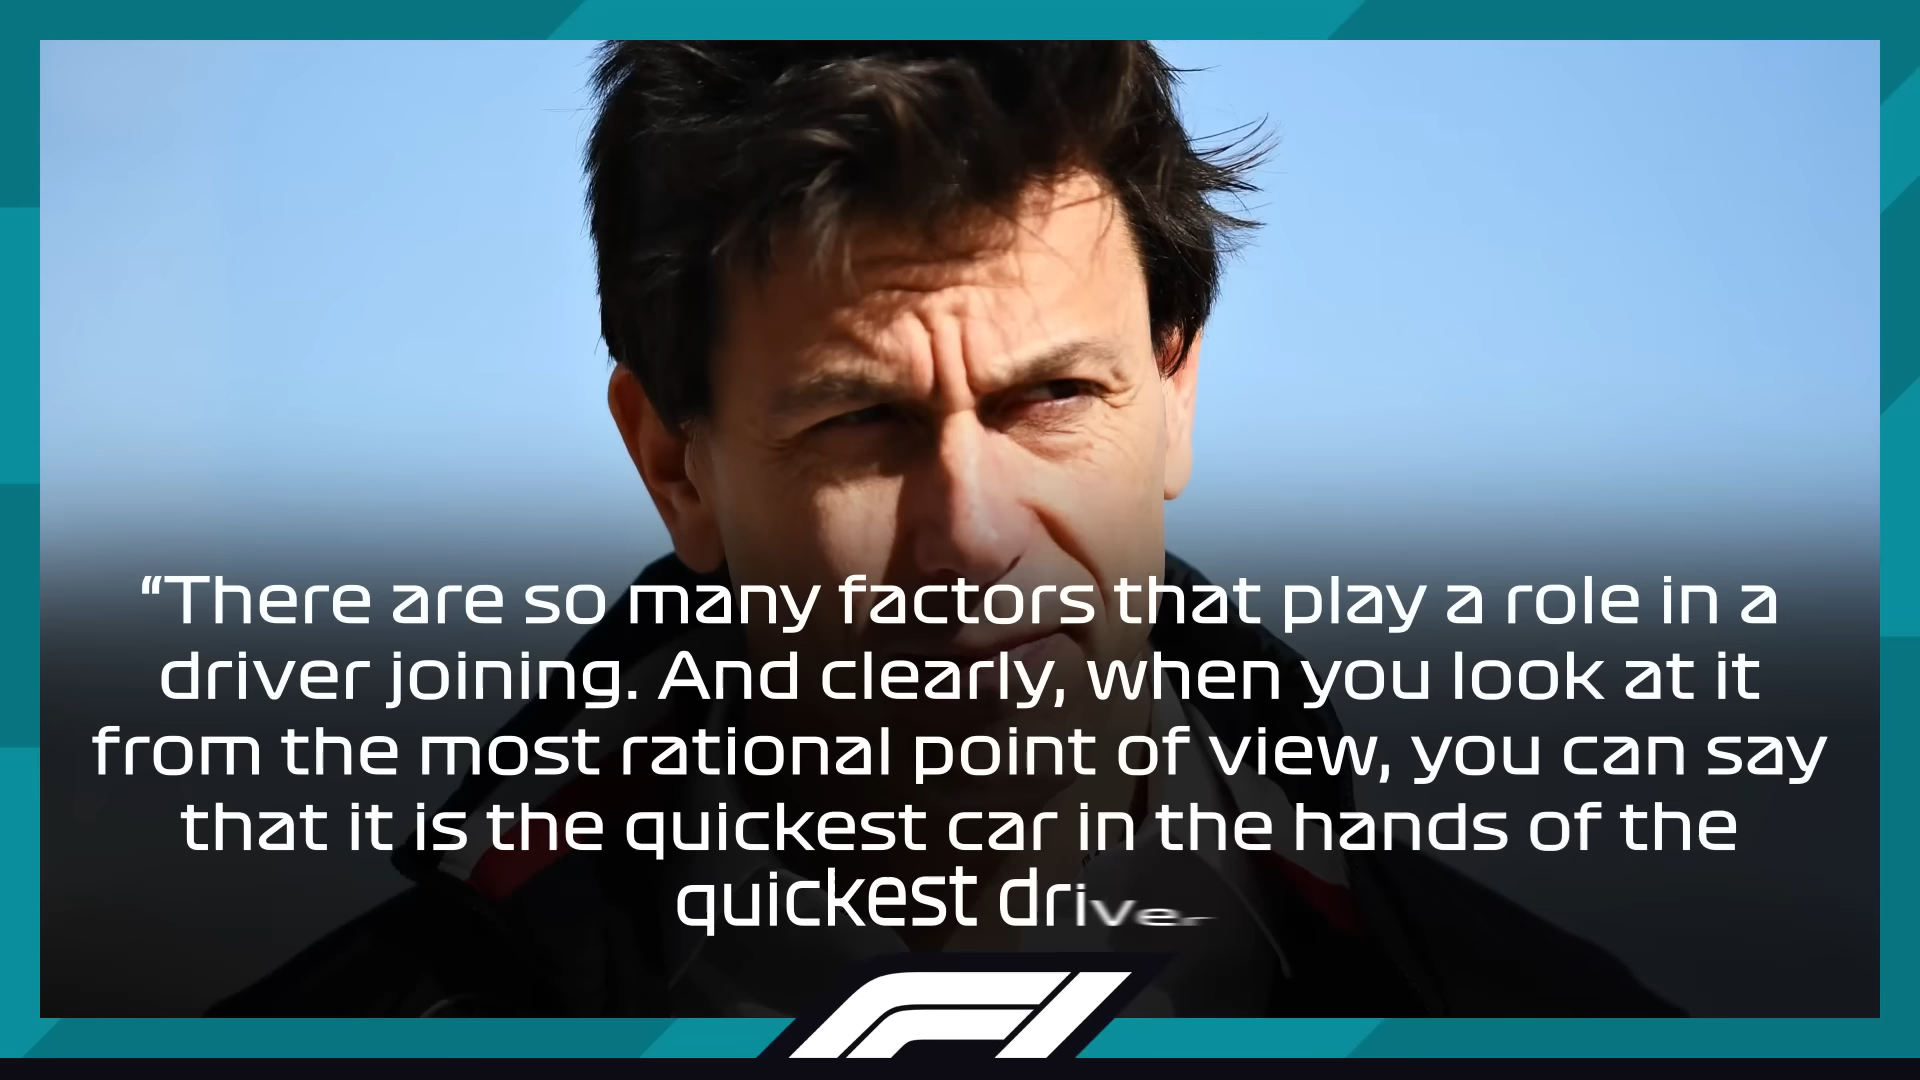 “There are so many factors that play a role in a
driver joining. And clearly, when you look at it
from the most rational point of view, you can say
that it is the quickest car in the hands of the
quickest driver
F1